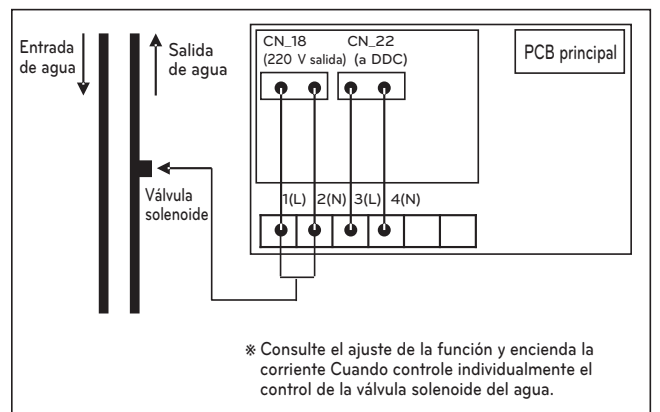 Entrada
de agua
Salida
de agua
CN_18
(220 V salida)
CN_22
(a DDC)
PCB principal
Válvula
solenoide
1(L) 2(N) 3(L) 4(N)
※ Consulte el ajuste de la función y encienda la
corriente Cuando controle individualmente el
control de la válvula solenoide del agua.